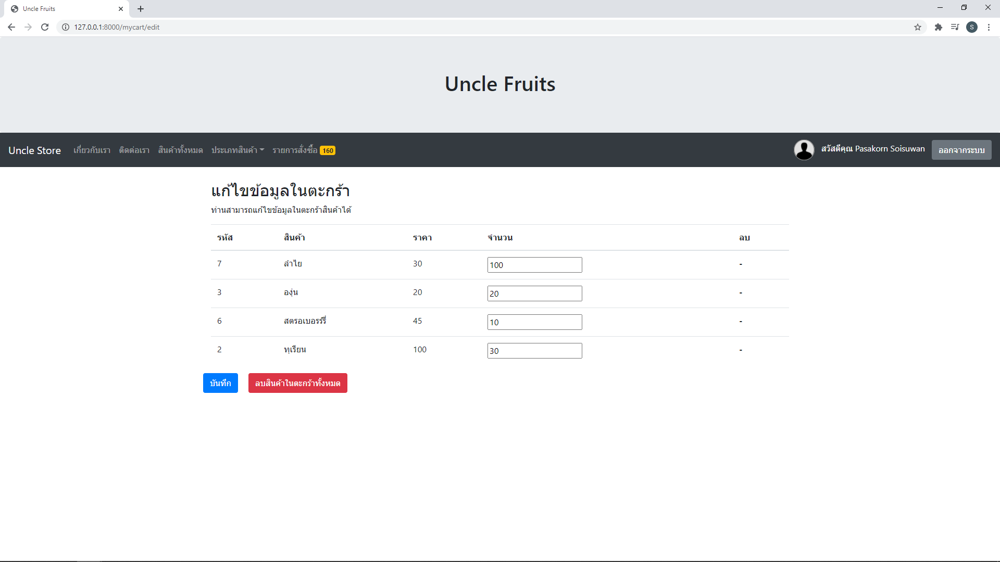 Uncle Fruits
127.0.0.1:8000/mycart/edit
S
Uncle Fruits
Uncle Store เกี่ยวกับเรา ติดต่อเรา สินค้าทั้งหมด ประเภทสินค้า รายการสั่งซื้อ 160 สวัสดีคุณ Pasakorn Soisuwan ออกจากระบบ
แก้ไขข้อมูลในตะกร้า
ท่านสามารถแก้ไขข้อมูลในตะกร้าสินค้าได้
รหัส สินค้า ราคา จำนวน ลบ
7 ลำไย 30 100 -
3 องุ่น 20 20 -
6 สตรอเบอรรี่ 45 10 -
2 ทุเรียน 100 30 -
บันทึก ลบสินค้าในตะกร้าทั้งหมด